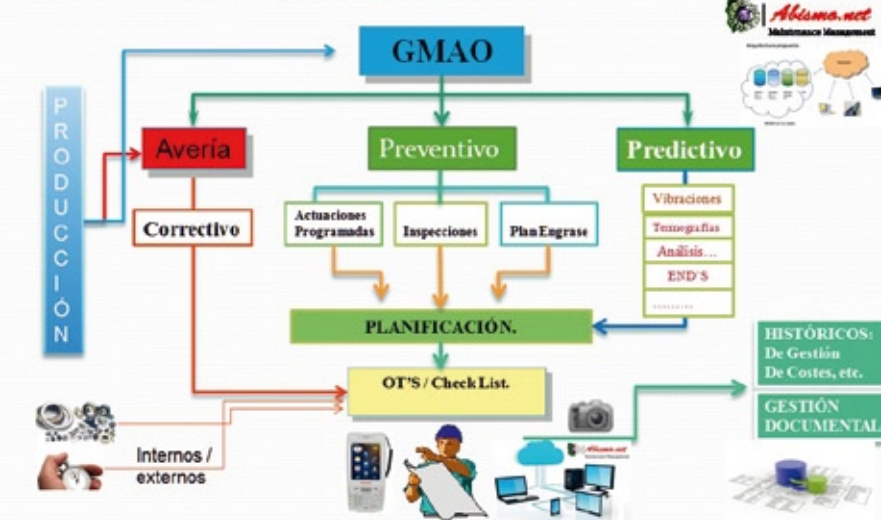 Abismo.net
Maintenance Management
GMAO
PRODUCCIÓN
Avería
Preventivo
Predictivo
Correctivo
Actuaciones
Programadas
Inspecciones
Plan Engrase
Vibraciones
Termografías
Análisis...
END'S
........
PLANIFICACIÓN.
OT'S / Check List.
HISTÓRICOS:
De Gestión
De Costes, etc.
GESTIÓN
DOCUMENTAL
Internos /
externos
Abismo.net